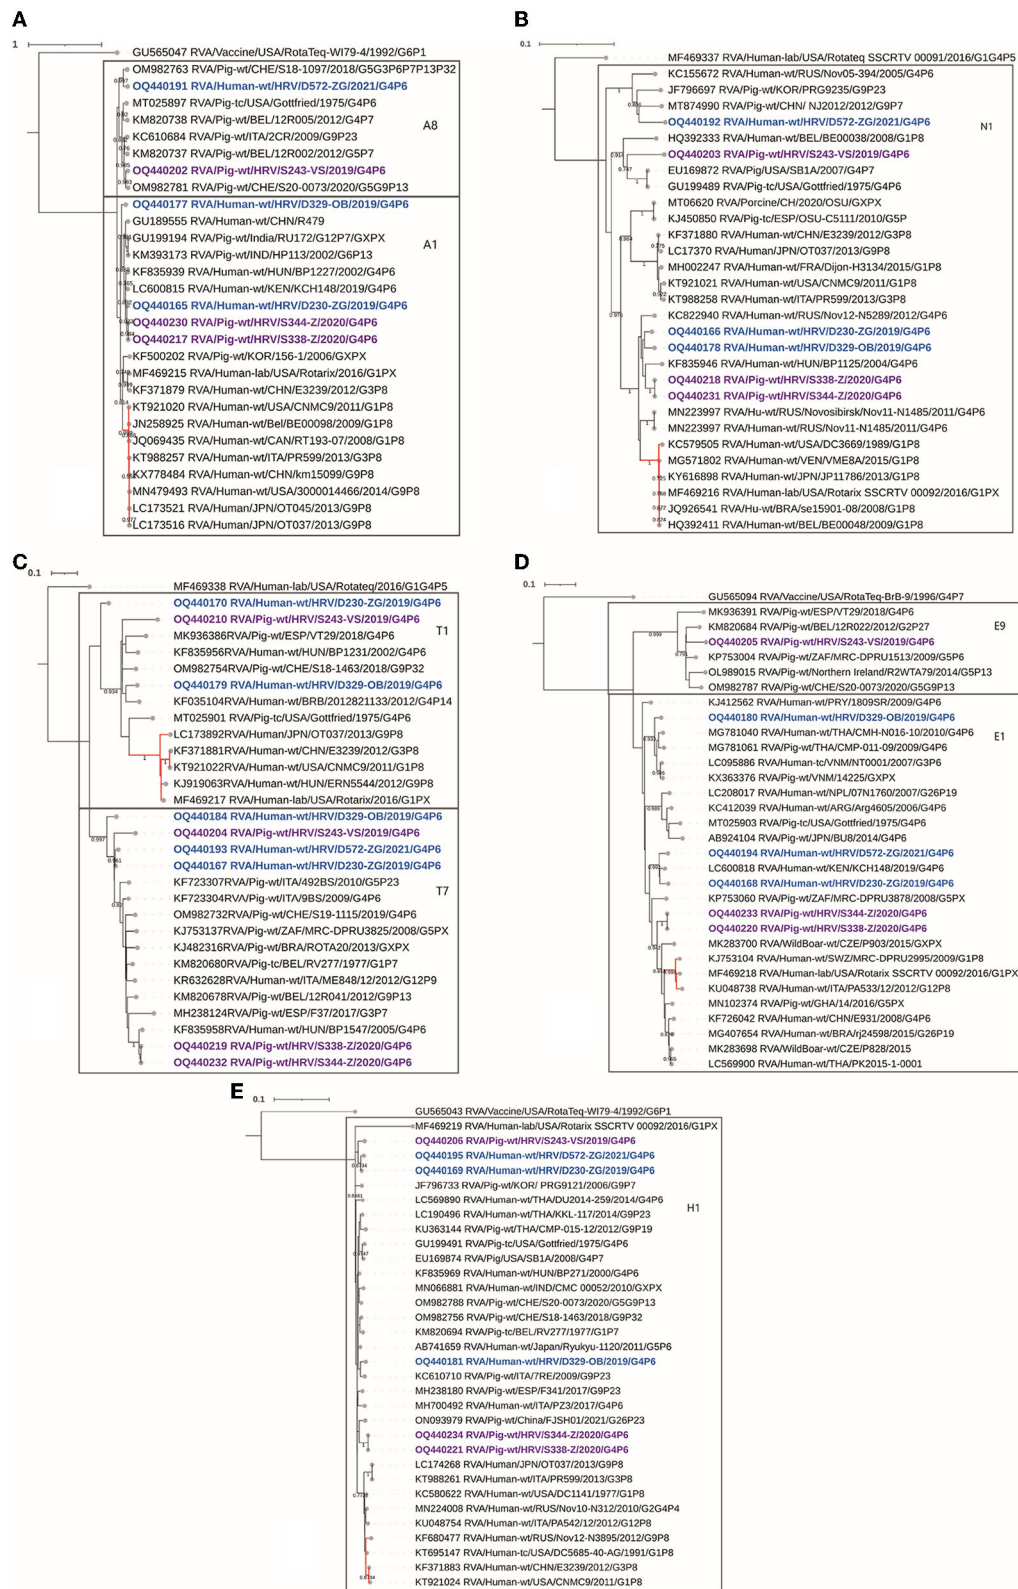 A
1
GU565047 RVA/Vaccine/USA/RotaTeq-WI79-4/1992/G6P1
OM982763 RVA/Pig-wt/CHE/S18-1097/2018/G5G3P6P7P13P32
OQ440191 RVA/Human-wt/HRV/D572-ZG/2021/G4P6
MT025897 RVA/Pig-tc/USA/Gottfried/1975/G4P6
KM820738 RVA/Pig-wt/BEL/12R005/2012/G4P7
KC610684 RVA/Pig-wt/ITA/2CR/2009/G9P23
KM820737 RVA/Pig-wt/BEL/12R002/2012/G5P7
OQ440202 RVA/Pig-wt/HRV/S243-VS/2019/G4P6
OM982781 RVA/Pig-wt/CHE/S20-0073/2020/G5G9P13
A8
OQ440177 RVA/Human-wt/HRV/D329-OB/2019/G4P6
GU189555 RVA/Human-wt/CHN/R479
GU199194 RVA/Pig-wt/India/RU172/G12P7/GXPX
KM393173 RVA/Pig-wt/IND/HP113/2002/G6P13
KF835939 RVA/Human-wt/HUN/BP1227/2002/G4P6
LC600815 RVA/Human-wt/KEN/KCH148/2019/G4P6
OQ440165 RVA/Human-wt/HRV/D230-ZG/2019/G4P6
OQ440230 RVA/Pig-wt/HRV/S344-Z/2020/G4P6
OQ440217 RVA/Pig-wt/HRV/S338-Z/2020/G4P6
KF500202 RVA/Pig-wt/KOR/156-1/2006/GXPX
MF469215 RVA/Human-lab/USA/Rotarix/2016/G1PX
KF371879 RVA/Human-wt/CHN/E3239/2012/G3P8
KT921020 RVA/Human-wt/USA/CNMC9/2011/G1P8
JN258925 RVA/Human-wt/Bel/BE00098/2009/G1P8
JQ069435 RVA/Human-wt/CAN/RT193-07/2008/G1P8
KT988257 RVA/Human-wt/ITA/PR599/2013/G3P8
KX778484 RVA/Human-wt/CHN/km15099/G9P8
MN479493 RVA/Human-wt/USA/3000014466/2014/G9P8
LC173521 RVA/Human/JPN/OT045/2013/G9P8
LC173516 RVA/Human/JPN/OT037/2013/G9P8
A1
B
0.1
MF469337 RVA/Human-lab/USA/Rotateq SSCRTV 00091/2016/G1G4P5
KC155672 RVA/Human-wt/RUS/Nov05-394/2005/G4P6
JF796697 RVA/Pig-wt/KOR/PRG9235/G9P23
MT874990 RVA/Pig-wt/CHN/ NJ2012/2012/G9P7
OQ440192 RVA/Human-wt/HRV/D572-ZG/2021/G4P6
HQ392333 RVA/Human-wt/BEL/BE00038/2008/G1P8
OQ440203 RVA/Pig-wt/HRV/S243-VS/2019/G4P6
EU169872 RVA/Pig/USA/SB1A/2007/G4P7
GU199489 RVA/Pig-tc/USA/Gottfried/1975/G4P6
MT06620 RVA/Porcine/CH/2020/OSU/GXPX
KJ450850 RVA/Pig-tc/ESP/OSU-C5111/2010/G5P
KF371880 RVA/Human-wt/CHN/E3239/2012/G3P8
LC17370 RVA/Human/JPN/OT037/2013/G9P8
MH002247 RVA/Human-wt/FRA/Dijon-H3134/2015/G1P8
KT921021 RVA/Human-wt/USA/CNMC9/2011/G1P8
KT988258 RVA/Human-wt/ITA/PR599/2013/G3P8
KC822940 RVA/Human-wt/RUS/Nov12-N5289/2012/G4P6
OQ440166 RVA/Human-wt/HRV/D230-ZG/2019/G4P6
OQ440178 RVA/Human-wt/HRV/D329-OB/2019/G4P6
KF835946 RVA/Human-wt/HUN/BP1125/2004/G4P6
OQ440218 RVA/Pig-wt/HRV/S338-Z/2020/G4P6
OQ440231 RVA/Pig-wt/HRV/S344-Z/2020/G4P6
MN223997 RVA/Hu-wt/RUS/Novosibirsk/Nov11-N1485/2011/G4P6
MN223997 RVA/Human-wt/RUS/Nov11-N1485/2011/G4P6
KC579505 RVA/Human-wt/USA/DC3669/1989/G1P8
MG571802 RVA/Human-wt/VEN/VME8A/2015/G1P8
KY616898 RVA/Human-wt/JPN/JP11786/2013/G1P8
MF469216 RVA/Human-lab/USA/Rotarix SSCRTV 00092/2016/G1PX
JQ926541 RVA/Hu-wt/BRA/se15901-08/2008/G1P8
HQ392411 RVA/Human-wt/BEL/BE00048/2009/G1P8
N1
C
0.1
MF469338 RVA/Human-lab/USA/Rotateq/2016/G1G4P5
OQ440170 RVA/Human-wt/HRV/D230-ZG/2019/G4P6
OQ440210 RVA/Pig-wt/HRV/S243-VS/2019/G4P6
MK936386RVA/Pig-wt/ESP/VT29/2018/G4P6
KF835956RVA/Human-wt/HUN/BP1231/2002/G4P6
OM982754RVA/Pig-wt/CHE/S18-1463/2018/G9P32
OQ440179 RVA/Human-wt/HRV/D329-OB/2019/G4P6
KF035104RVA/Human-wt/BRB/2012821133/2012/G4P14
MT025901 RVA/Pig-tc/USA/Gottfried/1975/G4P6
LC173892RVA/Human/JPN/OT037/2013/G9P8
KF371881RVA/Human-wt/CHN/E3239/2012/G3P8
KT921022RVA/Human-wt/USA/CNMC9/2011/G1P8
KJ919063RVA/Human-wt/HUN/ERN5544/2012/G9P8
MF469217 RVA/Human-lab/USA/Rotarix/2016/G1PX
T1
0.934
OQ440184 RVA/Human-wt/HRV/D329-OB/2019/G4P6
OQ440204 RVA/Pig-wt/HRV/S243-VS/2019/G4P6
OQ440193 RVA/Human-wt/HRV/D572-ZG/2021/G4P6
OQ440167 RVA/Human-wt/HRV/D230-ZG/2019/G4P6
KF723307RVA/Pig-wt/ITA/492BS/2010/G5P23
KF723304RVA/Pig-wt/ITA/9BS/2009/G4P6
OM982732RVA/Pig-wt/CHE/S19-1115/2019/G4P6
KJ753137RVA/Pig-wt/ZAF/MRC-DPRU3825/2008/G5PX
KJ482316RVA/Pig-wt/BRA/ROTA20/2013/GXPX
KM820680RVA/Pig-tc/BEL/RV277/1977/G1P7
KR632628RVA/Human-wt/ITA/ME848/12/2012/G12P9
KM820678RVA/Pig-wt/BEL/12R041/2012/G9P13
MH238124RVA/Pig-wt/ESP/F37/2017/G3P7
KF835958RVA/Human-wt/HUN/BP1547/2005/G4P6
OQ440219 RVA/Pig-wt/HRV/S338-Z/2020/G4P6
OQ440232 RVA/Pig-wt/HRV/S344-Z/2020/G4P6
T7
0.997
D
0.1
GU565094 RVA/Vaccine/USA/RotaTeq-BrB-9/1996/G4P7
MK936391 RVA/Pig-wt/ESP/VT29/2018/G4P6
KM820684 RVA/Pig-wt/BEL/12R022/2012/G2P27
OQ440205 RVA/Pig-wt/HRV/S243-VS/2019/G4P6
KP753004 RVA/Pig-wt/ZAF/MRC-DPRU1513/2009/G5P6
OL989015 RVA/Pig-wt/Northern Ireland/R2WTA79/2014/G5P13
OM982787 RVA/Pig-wt/CHE/S20-0073/2020/G5G9P13
E9
0.999
KJ412562 RVA/Human-wt/PRY/1809SR/2009/G4P6
OQ440180 RVA/Human-wt/HRV/D329-OB/2019/G4P6
MG781040 RVA/Human-wt/THA/CMH-N016-10/2010/G4P6
MG781061 RVA/Pig-wt/THA/CMP-011-09/2009/G4P6
LC095886 RVA/Human-tc/VNM/NT0001/2007/G3P6
KX363376 RVA/Pig-wt/VNM/14225/GXPX
LC208017 RVA/Human-wt/NPL/07N1760/2007/G26P19
KC412039 RVA/Human-wt/ARG/Arg4605/2006/G4P6
MT025903 RVA/Pig-tc/USA/Gottfried/1975/G4P6
AB924104 RVA/Pig-wt/JPN/BU8/2014/G4P6
OQ440194 RVA/Human-wt/HRV/D572-ZG/2021/G4P6
LC600818 RVA/Human-wt/KEN/KCH148/2019/G4P6
OQ440168 RVA/Human-wt/HRV/D230-ZG/2019/G4P6
KP753060 RVA/Pig-wt/ZAF/MRC-DPRU3878/2008/G5PX
OQ440233 RVA/Pig-wt/HRV/S344-Z/2020/G4P6
OQ440220 RVA/Pig-wt/HRV/S338-Z/2020/G4P6
MK283700 RVA/WildBoar-wt/CZE/P903/2015/GXPX
KJ753104 RVA/Human-wt/SWZ/MRC-DPRU2995/2009/G1P8
MF469218 RVA/Human-lab/USA/Rotarix SSCRTV 00092/2016/G1PX
KU048738 RVA/Human-wt/ITA/PA533/12/2012/G12P8
MN102374 RVA/Pig-wt/GHA/14/2016/G5PX
KF726042 RVA/Human-wt/CHN/E931/2008/G4P6
MG407654 RVA/Human-wt/BRA/rj24598/2015/G26P19
MK283698 RVA/WildBoar-wt/CZE/P828/2015
LC569900 RVA/Human-wt/THA/PK2015-1-0001
E1
E
0.1
GU565043 RVA/Vaccine/USA/RotaTeq-WI79-4/1992/G6P1
MF469219 RVA/Human-lab/USA/Rotarix SSCRTV 00092/2016/G1PX
OQ440206 RVA/Pig-wt/HRV/S243-VS/2019/G4P6
OQ440195 RVA/Human-wt/HRV/D572-ZG/2021/G4P6
OQ440169 RVA/Human-wt/HRV/D230-ZG/2019/G4P6
JF796733 RVA/Pig-wt/KOR/ PRG9121/2006/G9P7
LC569890 RVA/Human-wt/THA/DU2014-259/2014/G4P6
LC190496 RVA/Human-wt/THA/KKL-117/2014/G9P23
KU363144 RVA/Pig-wt/THA/CMP-015-12/2012/G9P19
GU199491 RVA/Pig-tc/USA/Gottfried/1975/G4P6
EU169874 RVA/Pig/USA/SB1A/2008/G4P7
KF835969 RVA/Human-wt/HUN/BP271/2000/G4P6
MN066881 RVA/Human-wt/IND/CMC 00052/2010/GXPX
OM982788 RVA/Pig-wt/CHE/S20-0073/2020/G5G9P13
OM982756 RVA/Pig-wt/CHE/S18-1463/2018/G9P32
KM820694 RVA/Pig-tc/BEL/RV277/1977/G1P7
AB741659 RVA/Human-wt/Japan/Ryukyu-1120/2011/G5P6
OQ440181 RVA/Human-wt/HRV/D329-OB/2019/G4P6
KC610710 RVA/Pig-wt/ITA/7RE/2009/G9P23
MH238180 RVA/Pig-wt/ESP/F341/2017/G9P23
MH700492 RVA/Human-wt/ITA/PZ3/2017/G4P6
ON093979 RVA/Pig-wt/China/FJSH01/2021/G26P23
OQ440234 RVA/Pig-wt/HRV/S344-Z/2020/G4P6
OQ440221 RVA/Pig-wt/HRV/S338-Z/2020/G4P6
LC174268 RVA/Human/JPN/OT037/2013/G9P8
KT988261 RVA/Human-wt/ITA/PR599/2013/G3P8
KC580622 RVA/Human-wt/USA/DC1141/1977/G1P8
MN224008 RVA/Human-wt/RUS/Nov10-N312/2010/G2G4P4
KU048754 RVA/Human-wt/ITA/PA542/12/2012/G12P8
KF680477 RVA/Human-wt/RUS/Nov12-N3895/2012/G9P8
KT695147 RVA/Human-tc/USA/DC5685-40-AG/1991/G1P8
KF371883 RVA/Human-wt/CHN/E3239/2012/G3P8
KT921024 RVA/Human-wt/USA/CNMC9/2011/G1P8
H1